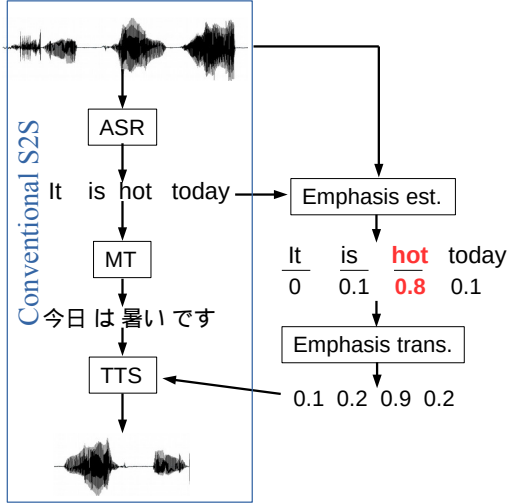 Conventional S2S
ASR
It is hot today
Emphasis est.
It is hot today
0 0.1 0.8 0.1
MT
今日 は 暑い です
Emphasis trans.
TTS
0.1 0.2 0.9 0.2